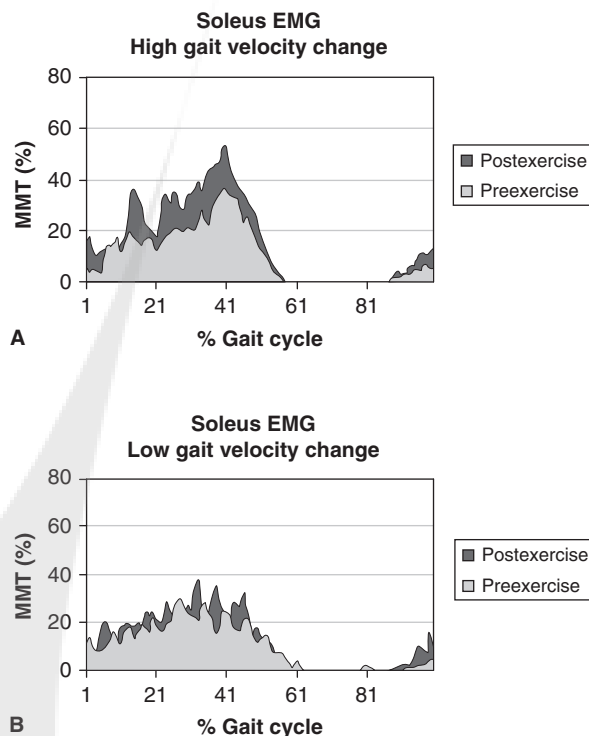 Soleus EMG
High gait velocity change
80
60
40
20
0
MMT (%)
1 21 41 61 81
% Gait cycle
Postexercise
Preexercise
A
Soleus EMG
Low gait velocity change
80
60
40
20
0
MMT (%)
1 21 41 61 81
% Gait cycle
Postexercise
Preexercise
B